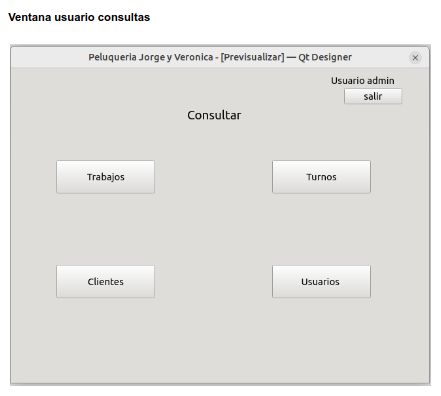 Ventana usuario consultas
Peluqueria Jorge y Veronica - [Previsualizar] — Qt Designer
Usuario admin
salir
Consultar
Trabajos
Turnos
Clientes
Usuarios